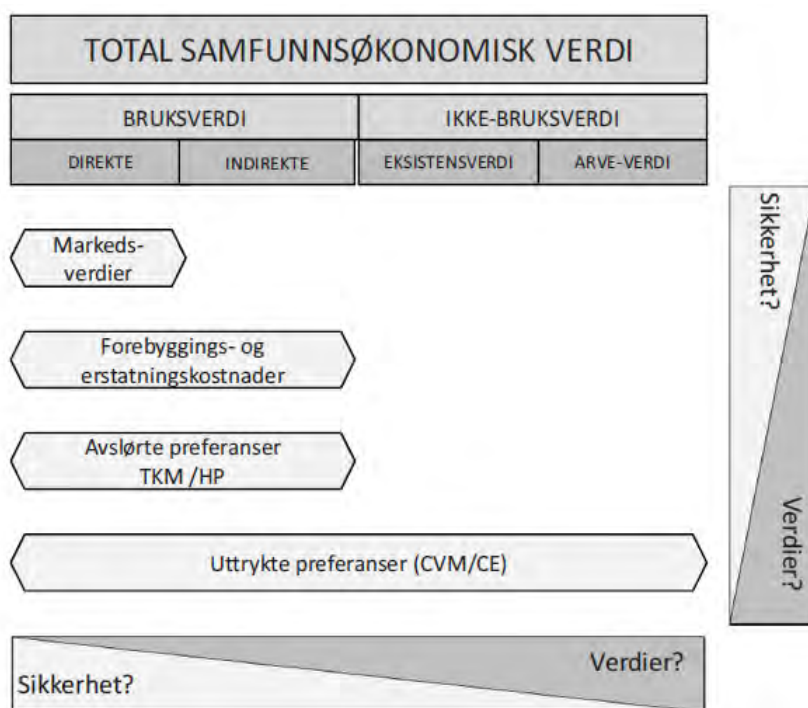 TOTAL SAMFUNNSØKONOMISK VERDI
BRUKSVERDI
IKKE-BRUKSVERDI
DIREKTE
INDIREKTE
EKSISTENSVERDI
ARVE-VERDI
Markeds-
verdier
Forebyggings- og
erstatningskostnader
Avslørte preferanser
TKM /HP
Uttrykte preferanser (CVM/CE)
Sikkerhet?
Verdier?
Sikkerhet?
Verdier?